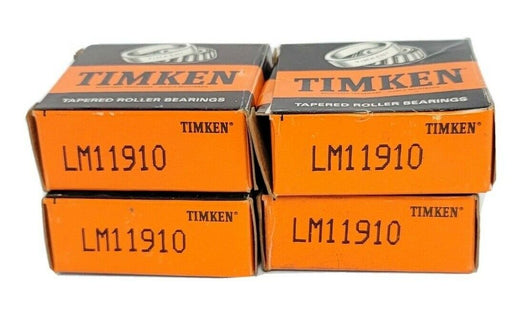 TIMKEN
TAPERED ROLLER BEARINGS
TIMKEN®
LM11910
TIMKEN
TAPERED ROLLER BEARINGS
TIMKEN®
LM11910
TIMKEN®
LM11910
TIMKEN®
LM11910